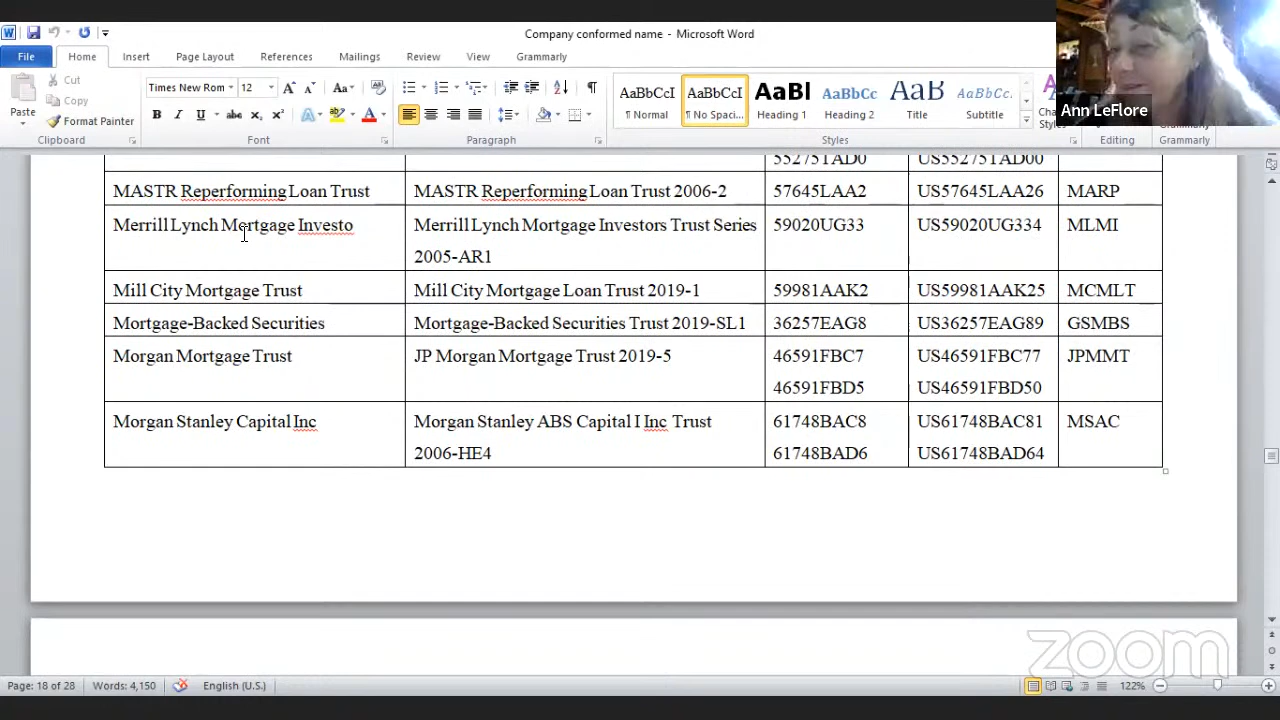 Company conformed name - Microsoft Word
File Home Insert Page Layout References Mailings Review View Grammarly
Cut
Copy
Format Painter
Paste
Times New Rom 12
AaBbCcI AaBbCcI AaBl AaBbCc AaB AaBbCc.
¶ Normal ¶ No Spaci... Heading 1 Heading 2 Title Subtitle
Styles
Clipboard Font Paragraph Styles Editing Grammarly
Ann LeFlore
552751AD0 US552751AD00
MASTR Reperforming Loan Trust MASTR Reperforming Loan Trust 2006-2 57645LAA2 US57645LAA26 MARP
Merrill Lynch Mortgage Investo Merrill Lynch Mortgage Investors Trust Series 59020UG33 US59020UG334 MLMI
2005-AR1
Mill City Mortgage Trust Mill City Mortgage Loan Trust 2019-1 59981AAK2 US59981AAK25 MCMLT
Mortgage-Backed Securities Mortgage-Backed Securities Trust 2019-SL1 36257EAG8 US36257EAG89 GSMBS
Morgan Mortgage Trust JP Morgan Mortgage Trust 2019-5 46591FBC7 US46591FBC77 JPMMT
46591FBD5 US46591FBD50
Morgan Stanley Capital Inc Morgan Stanley ABS Capital I Inc Trust 61748BAC8 US61748BAC81 MSAC
2006-HE4 61748BAD6 US61748BAD64
zoom
Page: 18 of 28 Words: 4,150 English (U.S.) 122%